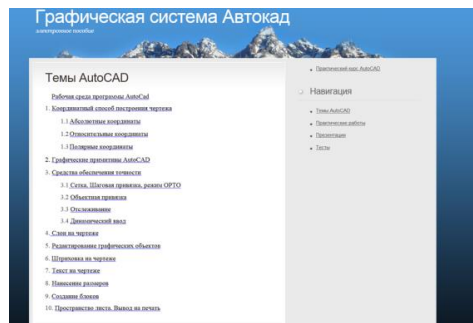 Графическая система Автокад
электронное пособие
Темы AutoCAD
Рабочая среда программы AutoCad
1. Координатный способ построения чертежа
1.1 Абсолютные координаты
1.2 Относительные координаты
1.3 Полярные координаты
2. Графические примитивы AutoCAD
3. Средства обеспечения точности
3.1 Сетка, Шаговая привязка, режим ОРТО
3.2 Объектная привязка
3.3 Отслеживание
3.4 Динамический ввод
4. Слои на чертеже
5. Редактирование графических объектов
6. Штриховка на чертеже
7. Текст на чертеже
8. Нанесение размеров
9. Создание блоков
10. Пространство листа. Вывод на печать
Практический курс AutoCAD
Навигация
Темы AutoCAD
Практические работы
Презентации
Тесты